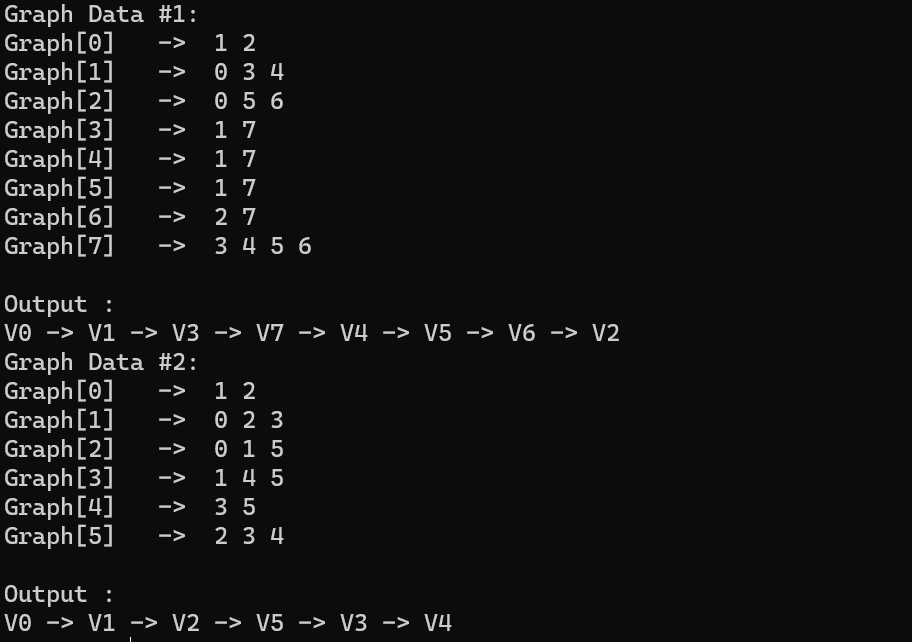 Graph Data #1:
Graph[0]   ->  1 2
Graph[1]   ->  0 3 4
Graph[2]   ->  0 5 6
Graph[3]   ->  1 7
Graph[4]   ->  1 7
Graph[5]   ->  1 7
Graph[6]   ->  2 7
Graph[7]   ->  3 4 5 6

Output :
V0 -> V1 -> V3 -> V7 -> V4 -> V5 -> V6 -> V2
Graph Data #2:
Graph[0]   ->  1 2
Graph[1]   ->  0 2 3
Graph[2]   ->  0 1 5
Graph[3]   ->  1 4 5
Graph[4]   ->  3 5
Graph[5]   ->  2 3 4

Output :
V0 -> V1 -> V2 -> V5 -> V3 -> V4